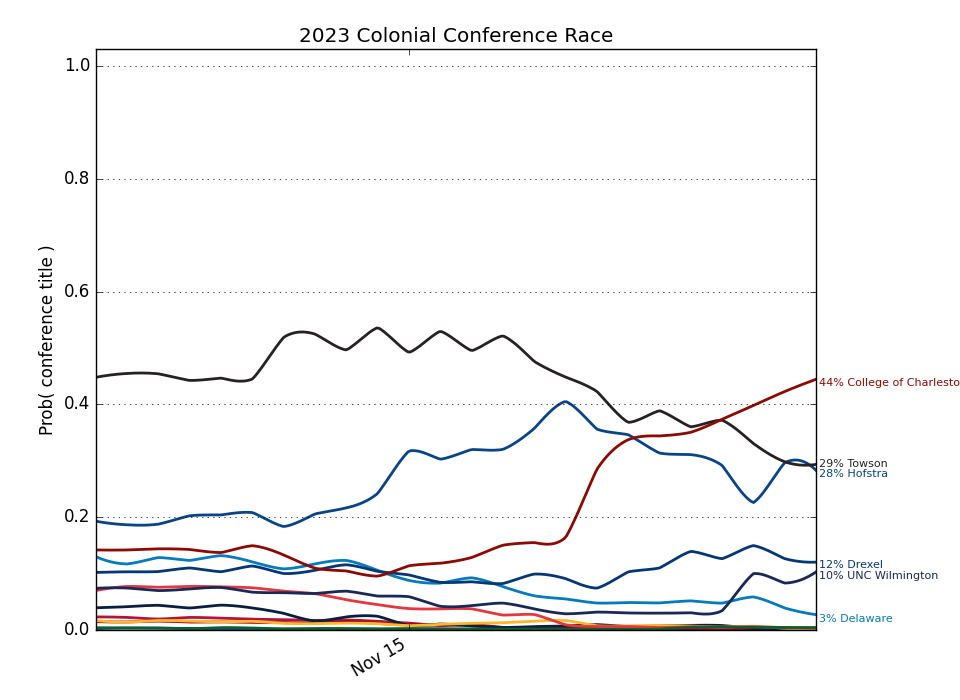 2023 Colonial Conference Race
Prob( conference title )
1.0
0.8
0.6
0.4
0.2
0.0
Nov 15
44% College of Charlesto
29% Towson
28% Hofstra
12% Drexel
10% UNC Wilmington
3% Delaware